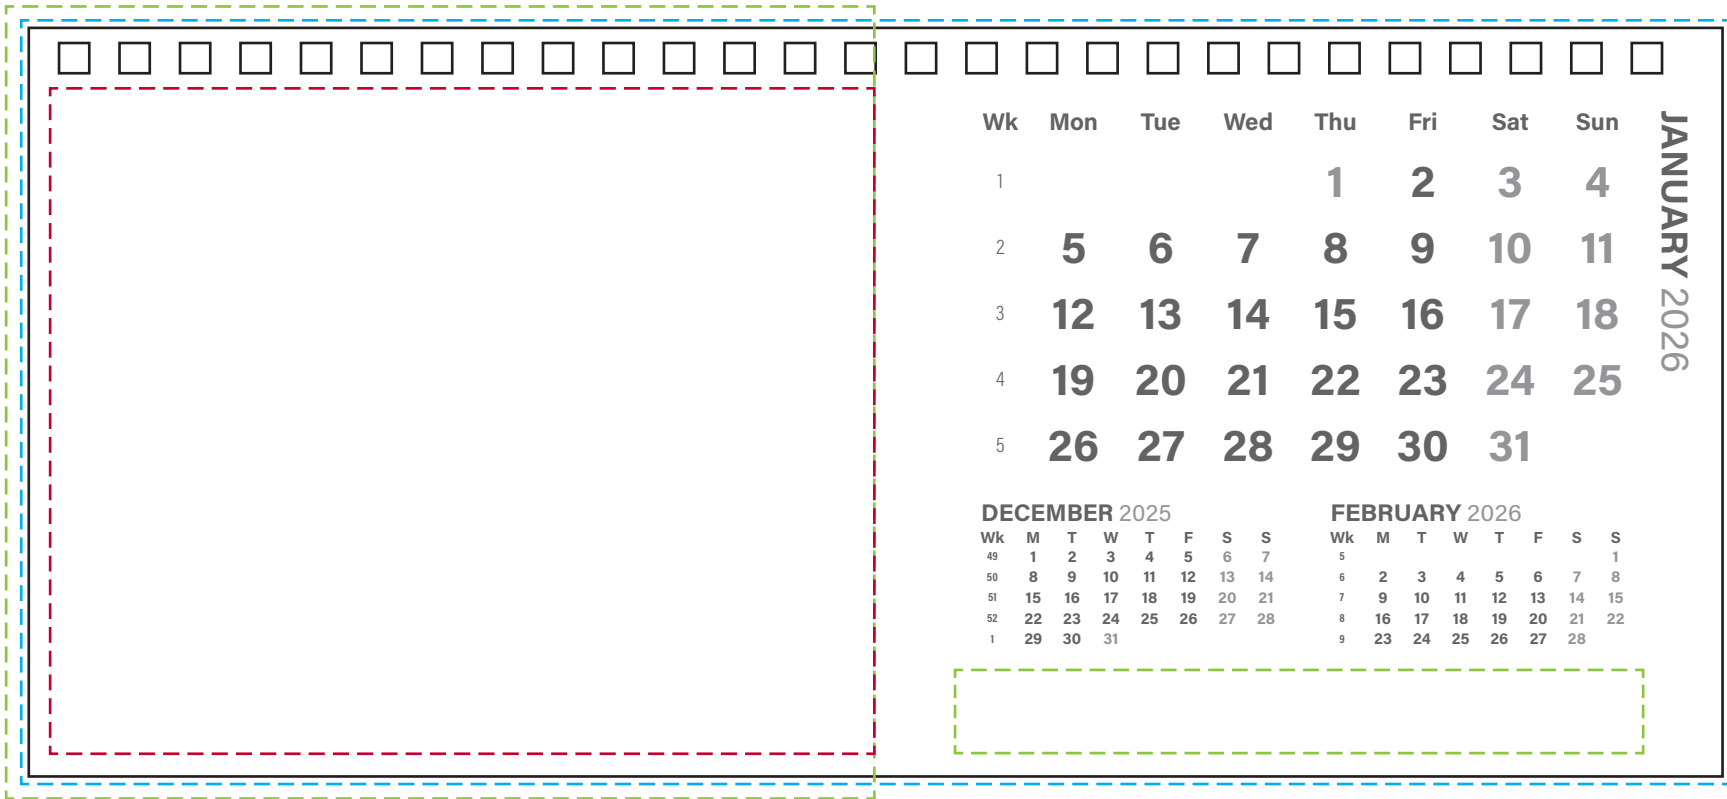 Wk Mon Tue Wed Thu Fri Sat Sun
1 1 2 3 4
2 5 6 7 8 9 10 11
3 12 13 14 15 16 17 18
4 19 20 21 22 23 24 25
5 26 27 28 29 30 31
JANUARY 2026
DECEMBER 2025
Wk M T W T F S S
49 1 2 3 4 5 6 7
50 8 9 10 11 12 13 14
51 15 16 17 18 19 20 21
52 22 23 24 25 26 27 28
1 29 30 31
FEBRUARY 2026
Wk M T W T F S S
5 1
6 2 3 4 5 6 7 8
7 9 10 11 12 13 14 15
8 16 17 18 19 20 21 22
9 23 24 25 26 27 28